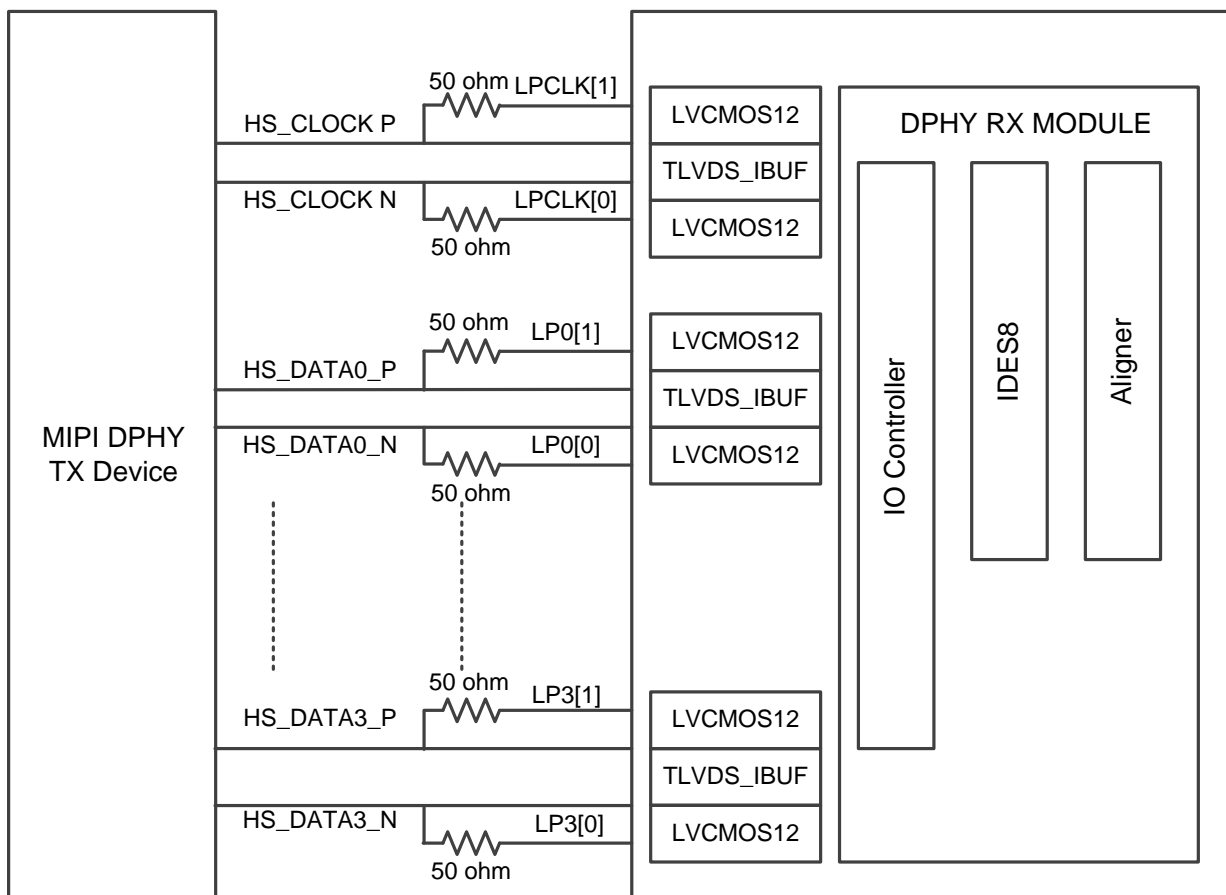 50 ohm
LPCLK[1]
HS_CLOCK P
HS_CLOCK N
LPCLK[0]
50 ohm
LVCMOS12
TLVDS_IBUF
LVCMOS12
50 ohm
LP0[1]
HS_DATA0_P
HS_DATA0_N
LP0[0]
50 ohm
LVCMOS12
TLVDS_IBUF
LVCMOS12
MIPI DPHY
TX Device
50 ohm
LP3[1]
HS_DATA3_P
HS_DATA3_N
LP3[0]
50 ohm
LVCMOS12
TLVDS_IBUF
LVCMOS12
DPHY RX MODULE
IO Controller
IDES8
Aligner